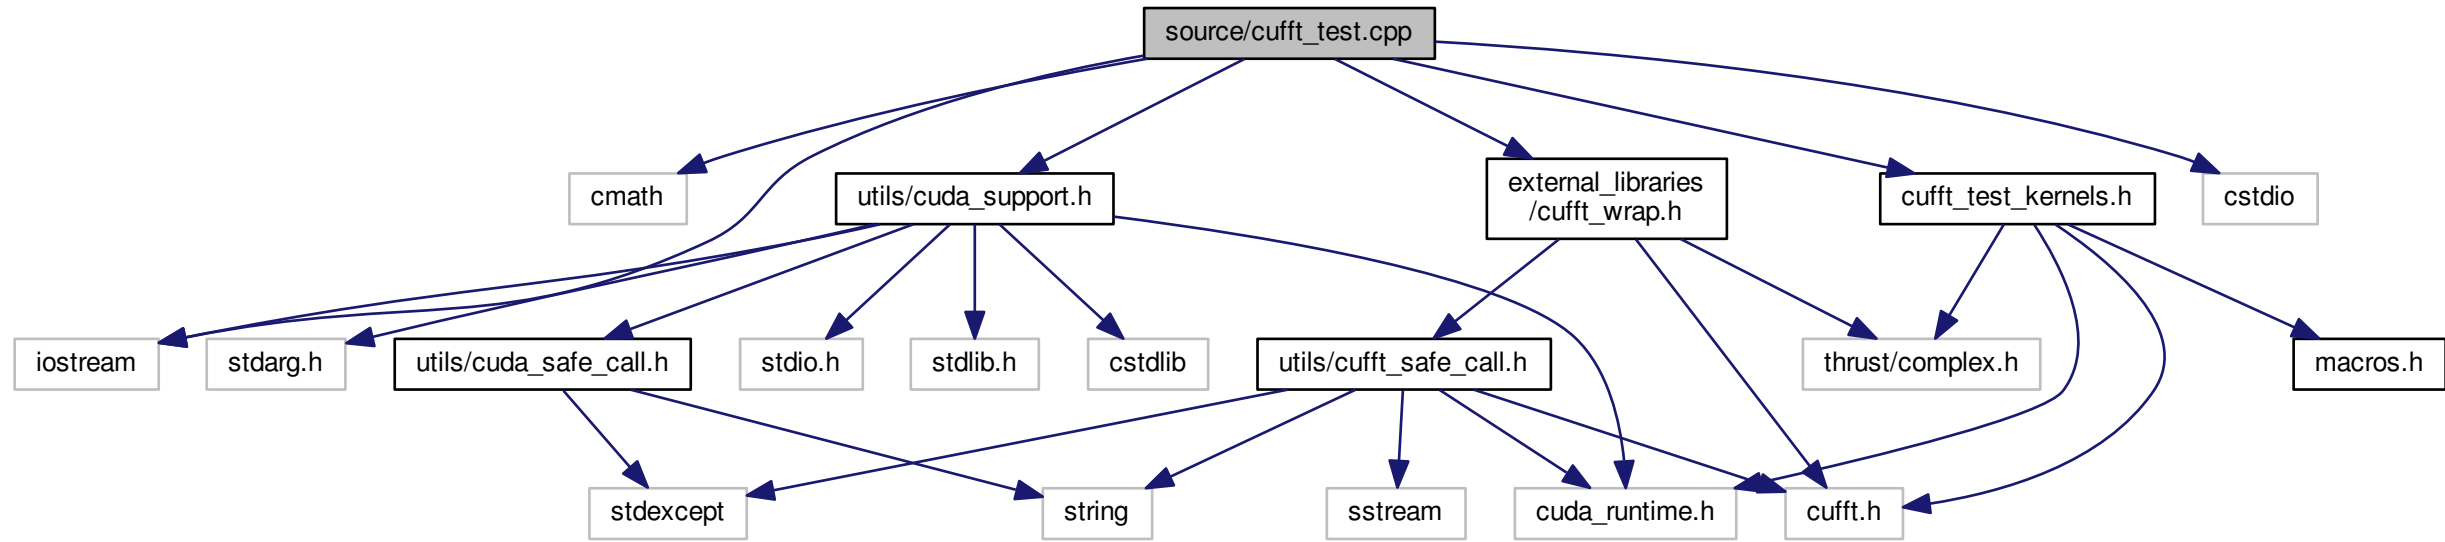 source/cufft_test.cpp
cmath
utils/cuda_support.h
external_libraries
/cufft_wrap.h
cufft_test_kernels.h
cstdio
iostream
stdarg.h
utils/cuda_safe_call.h
stdio.h
stdlib.h
cstdlib
utils/cufft_safe_call.h
thrust/complex.h
macros.h
stdexcept
string
sstream
cuda_runtime.h
cufft.h